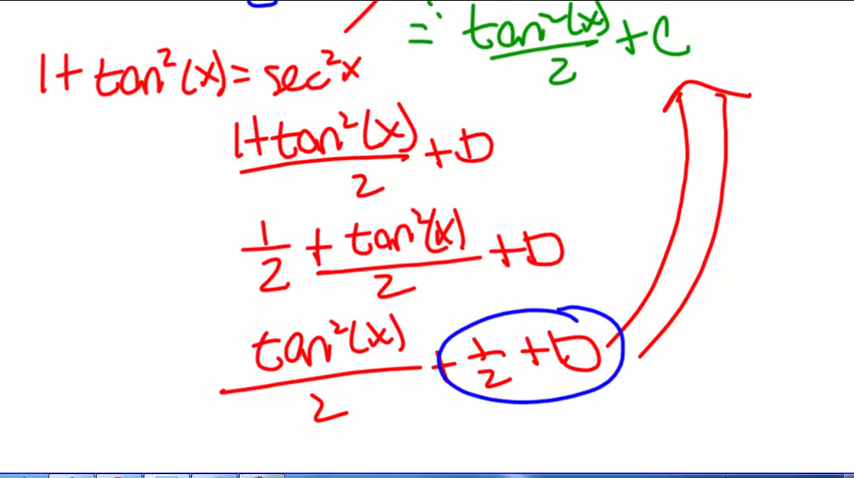 = tan²(x)/2 + C
1 + tan²(x) = sec²x
1 + tan²(x)/2 + D
1/2 + tan²(x)/2 + D
tan²(x)/2 + 1/2 + D